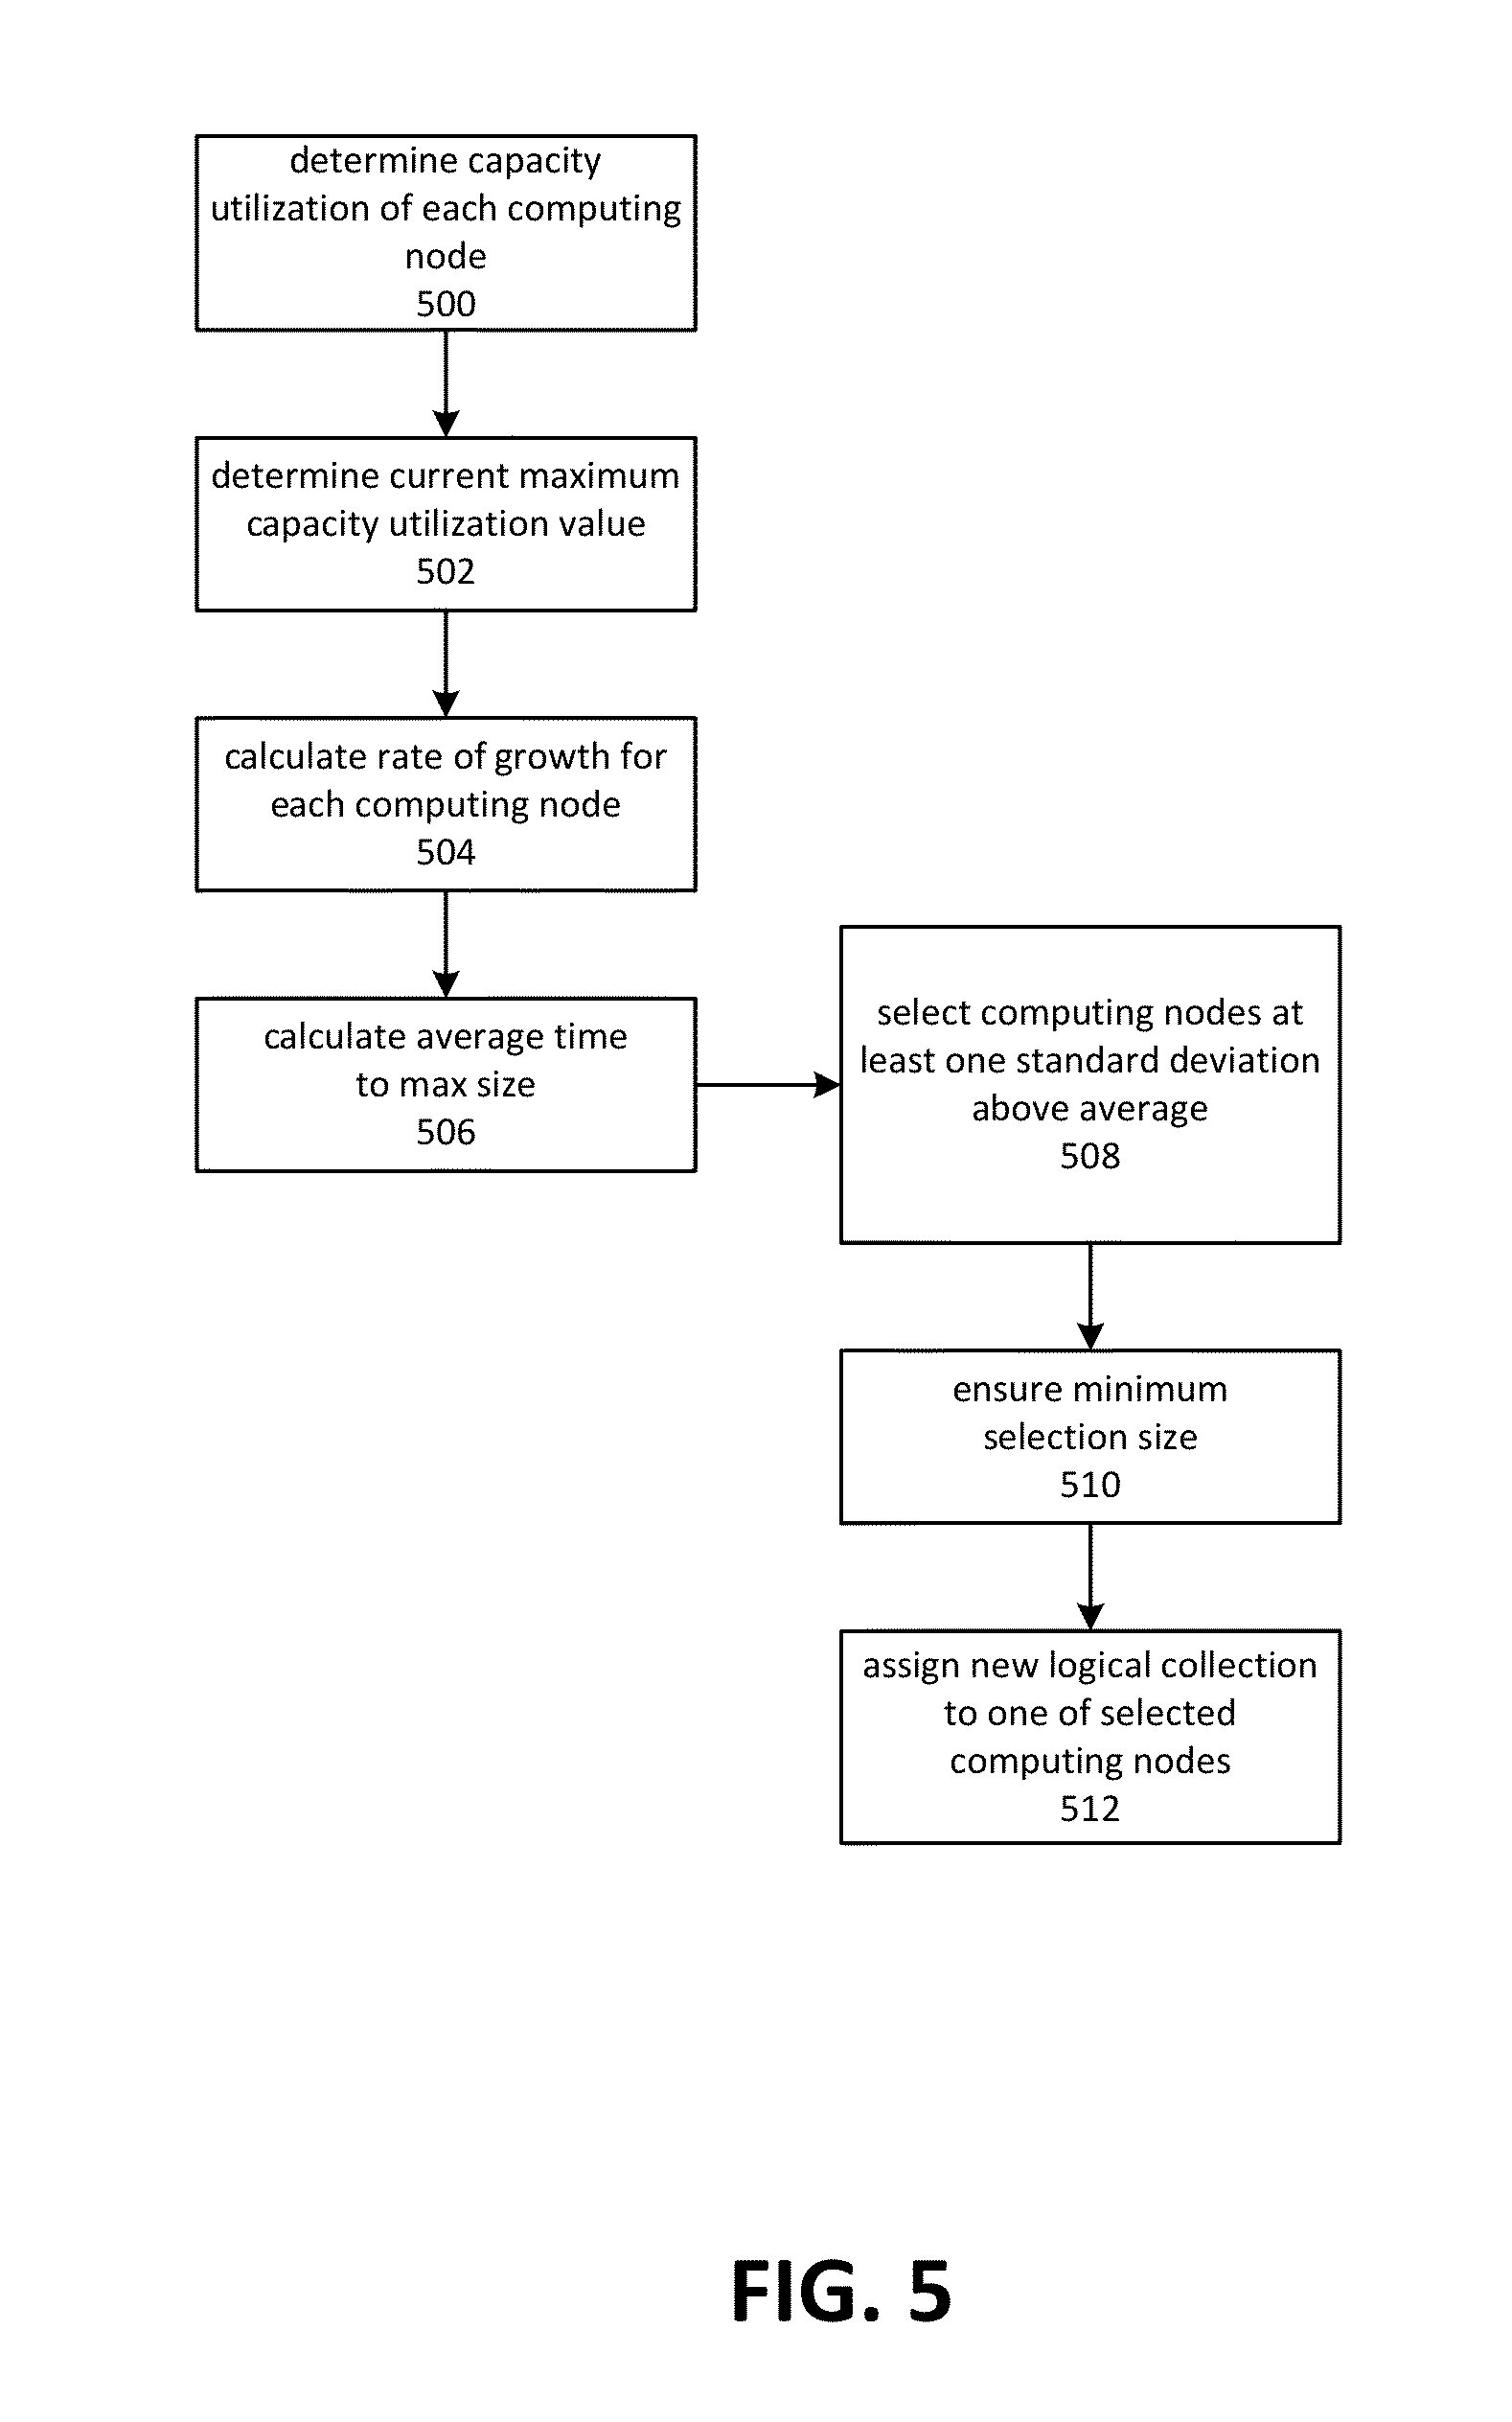 determine capacity
utilization of each computing
node
500
determine current maximum
capacity utilization value
502
calculate rate of growth for
each computing node
504
calculate average time
to max size
506
select computing nodes at
least one standard deviation
above average
508
ensure minimum
selection size
510
assign new logical collection
to one of selected
computing nodes
512
FIG. 5